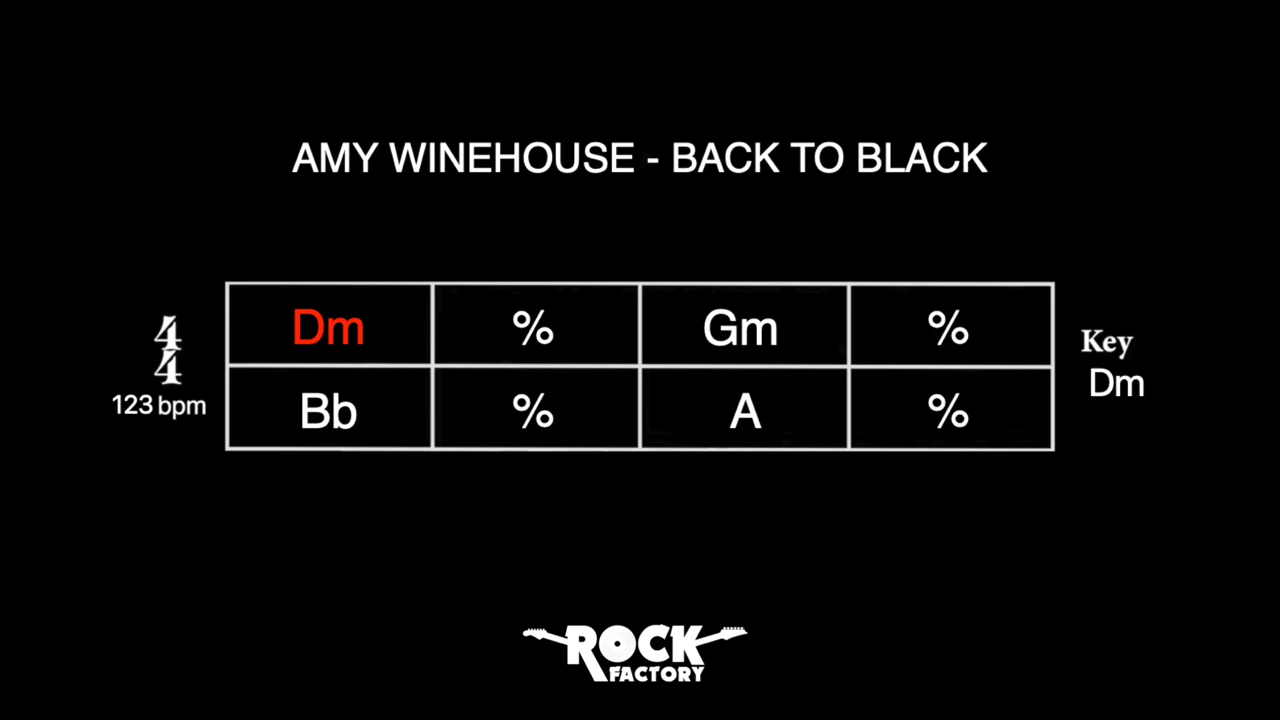 AMY WINEHOUSE - BACK TO BLACK
4
4
123 bpm
Dm % Gm %
Bb % A %
Key
Dm
ROCK
FACTORY